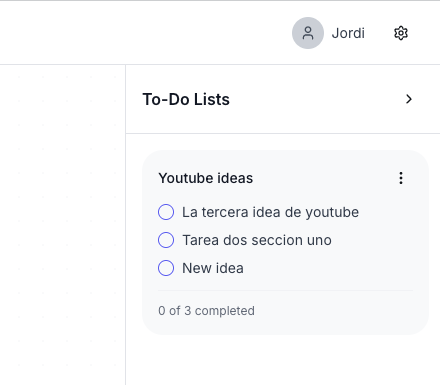 Jordi
To-Do Lists
Youtube ideas
La tercera idea de youtube
Tarea dos seccion uno
New idea
0 of 3 completed